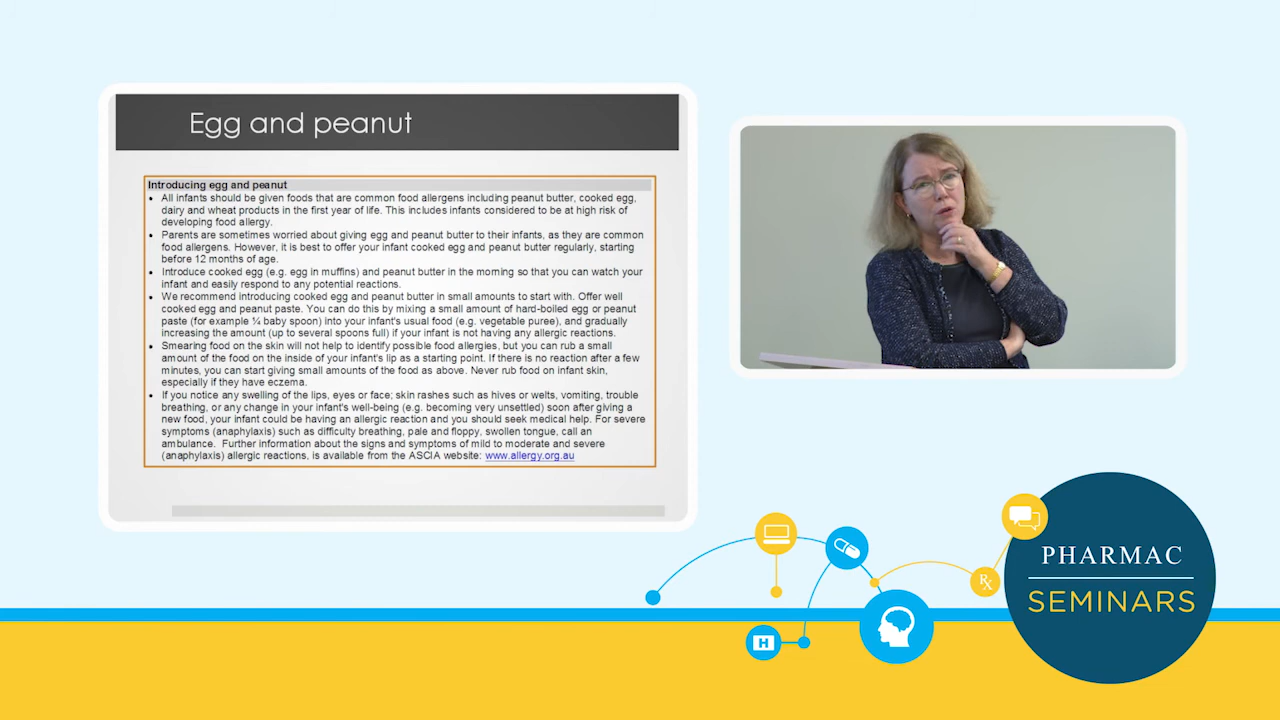 Egg and peanut
Introducing egg and peanut
• All infants should be given foods that are common food allergens including peanut butter, cooked egg,
dairy and wheat products in the first year of life. This includes infants considered to be at high risk of
developing food allergy.
• Parents are sometimes worried about giving egg and peanut butter to their infants, as they are common
food allergens. However, it is best to offer your infant cooked egg and peanut butter regularly, starting
before 12 months of age.
• Introduce cooked egg (e.g. egg in muffins) and peanut butter in the morning so that you can watch your
infant and easily respond to any potential reactions.
• We recommend introducing cooked egg and peanut butter in small amounts to start with. Offer well
cooked egg and peanut paste. You can do this by mixing a small amount of hard-boiled egg or peanut
paste (for example ¼ baby spoon) into your infant's usual food (e.g. vegetable puree), and gradually
increasing the amount (up to several spoons full) if your infant is not having any allergic reactions.
• Smearing food on the skin will not help to identify possible food allergies, but you can rub a small
amount of the food on the inside of your infant's lip as a starting point. If there is no reaction after a few
minutes, you can start giving small amounts of the food as above. Never rub food on infant skin,
especially if they have eczema.
• If you notice any swelling of the lips, eyes or face; skin rashes such as hives or welts, vomiting, trouble
breathing, or any change in your infant's well-being (e.g. becoming very unsettled) soon after giving a
new food, your infant could be having an allergic reaction and you should seek medical help. For severe
symptoms (anaphylaxis) such as difficulty breathing, pale and floppy, swollen tongue, call an
ambulance. Further information about the signs and symptoms of mild to moderate and severe
(anaphylaxis) allergic reactions, is available from the ASCIA website: www.allergy.org.au
H
Rx
PHARMAC
SEMINARS